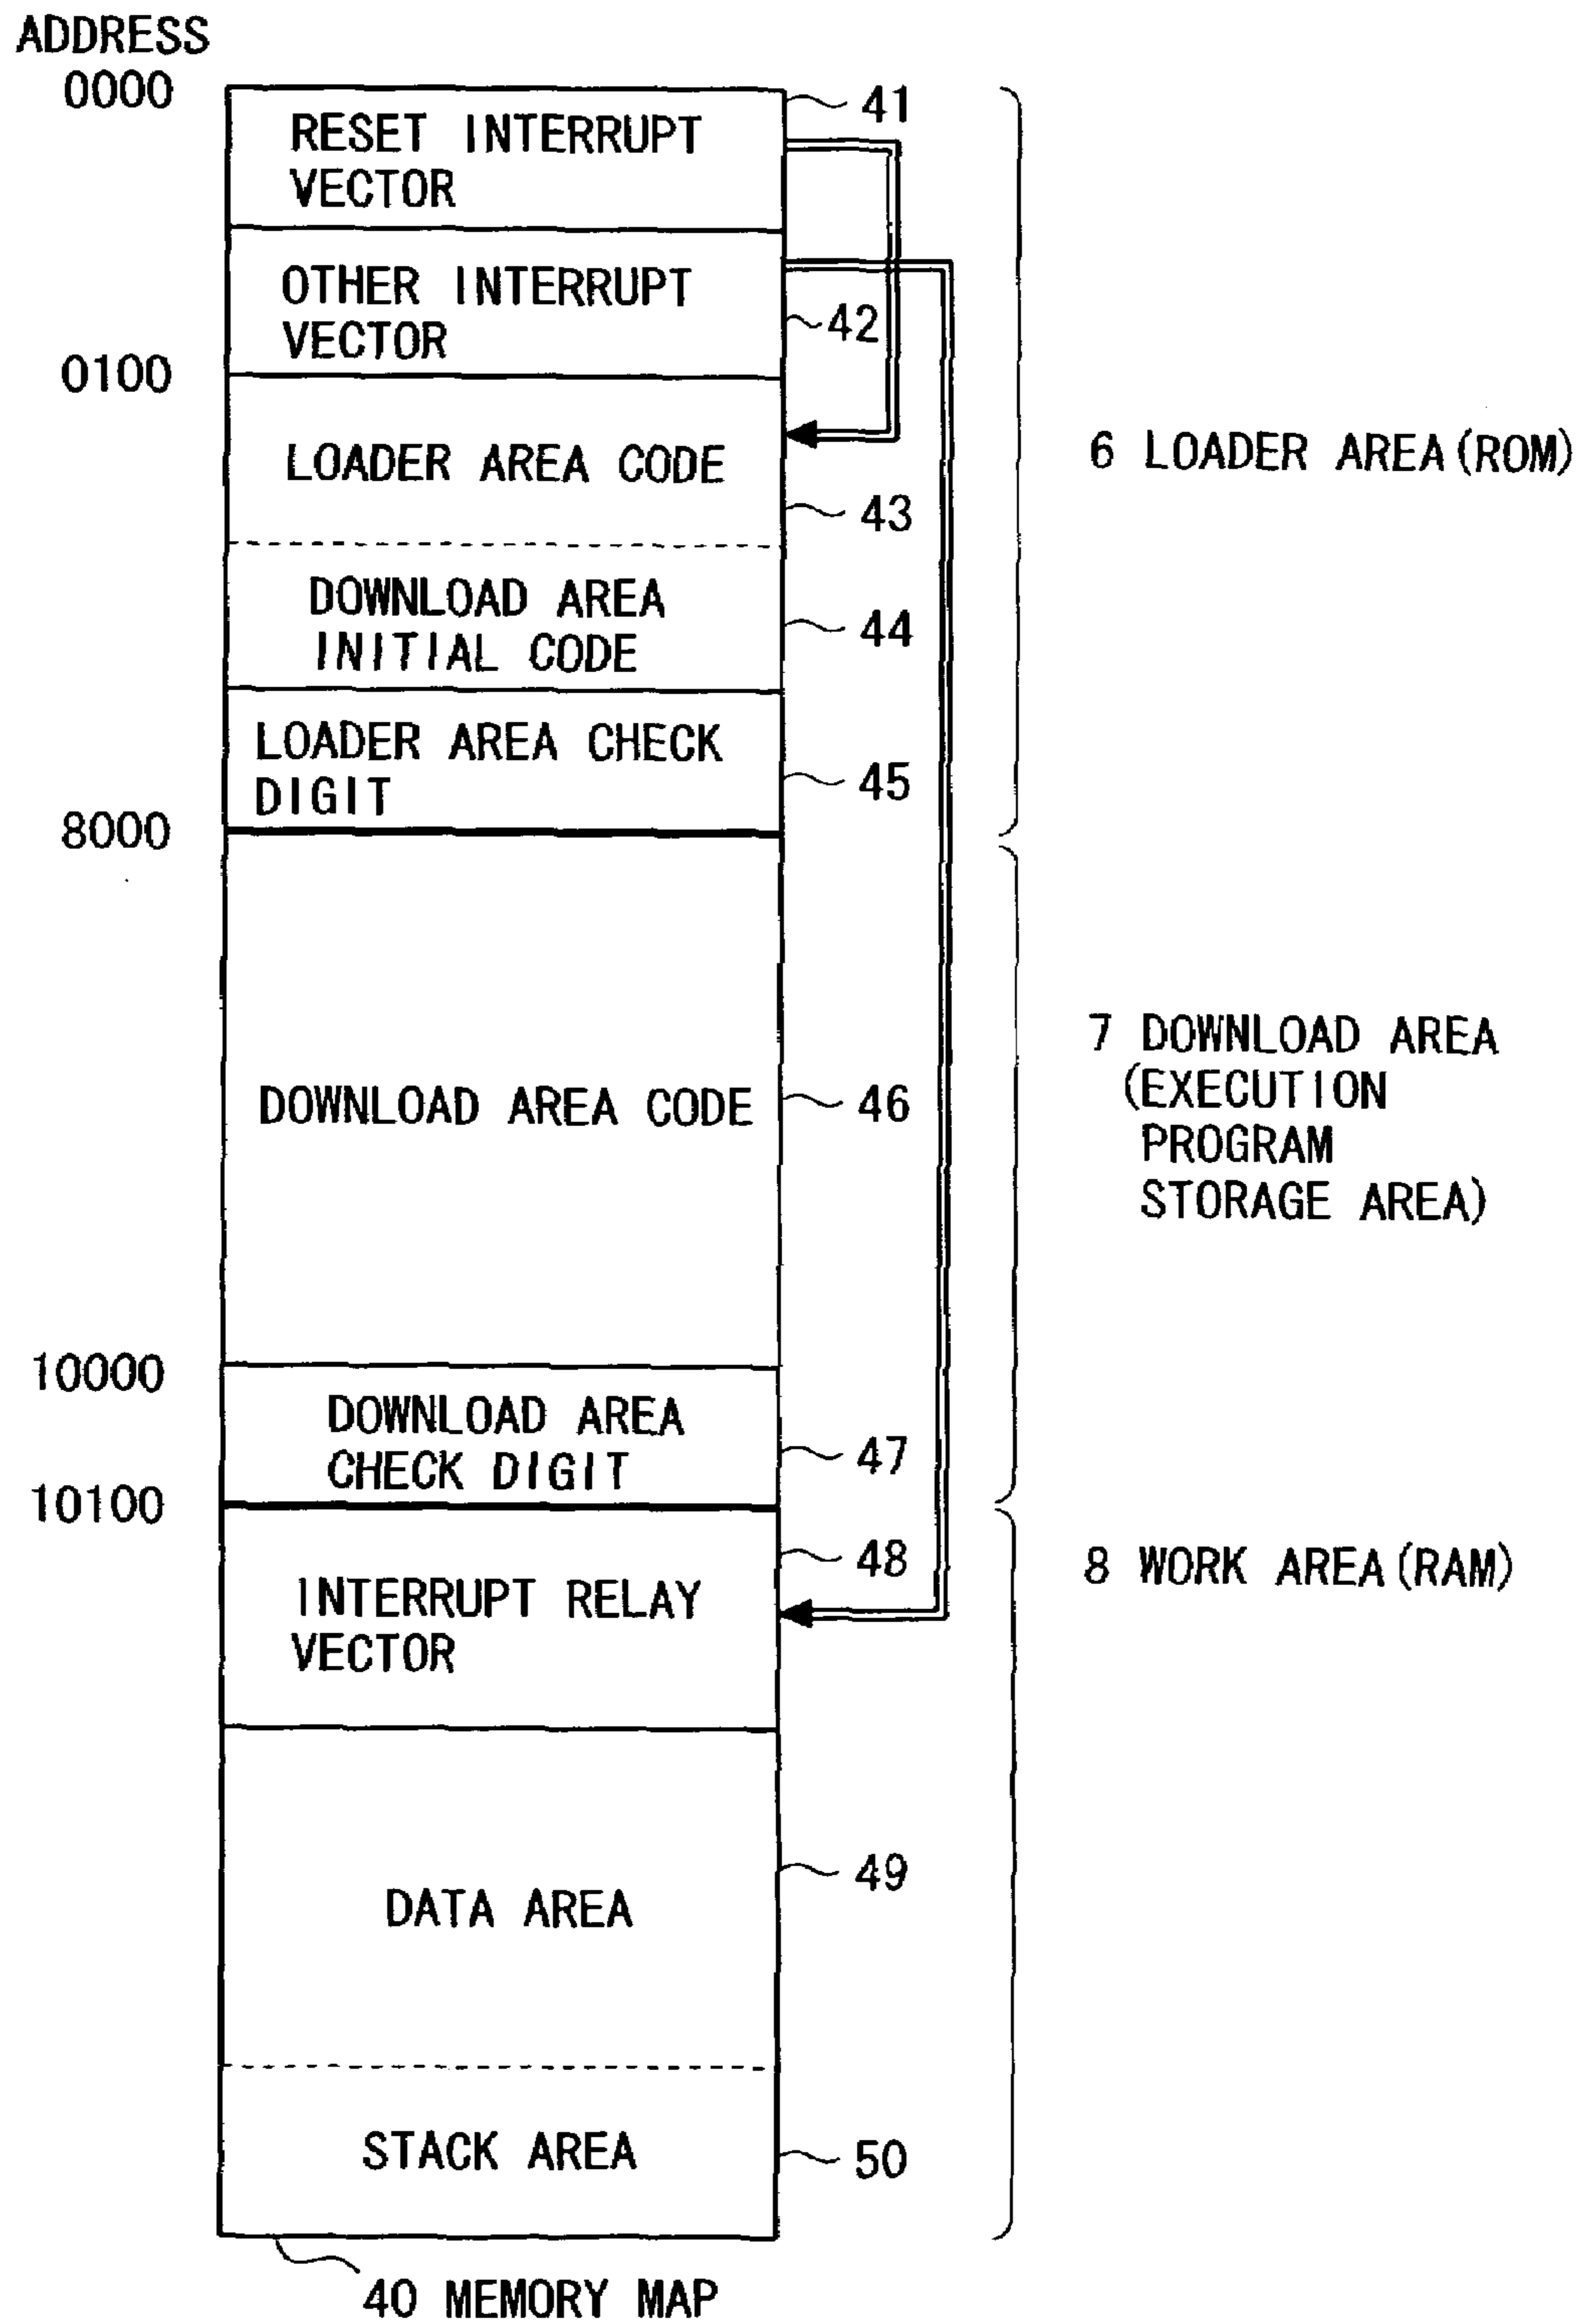 ADDRESS
0000
RESET INTERRUPT
VECTOR
41
OTHER INTERRUPT
VECTOR
42
0100
LOADER AREA CODE
43
6 LOADER AREA(ROM)
DOWNLOAD AREA
INITIAL CODE
44
LOADER AREA CHECK
DIGIT
45
8000
DOWNLOAD AREA CODE
46
7 DOWNLOAD AREA
(EXECUTION
PROGRAM
STORAGE AREA)
10000
DOWNLOAD AREA
CHECK DIGIT
47
10100
INTERRUPT RELAY
VECTOR
48
8 WORK AREA(RAM)
DATA AREA
49
STACK AREA
50
40 MEMORY MAP